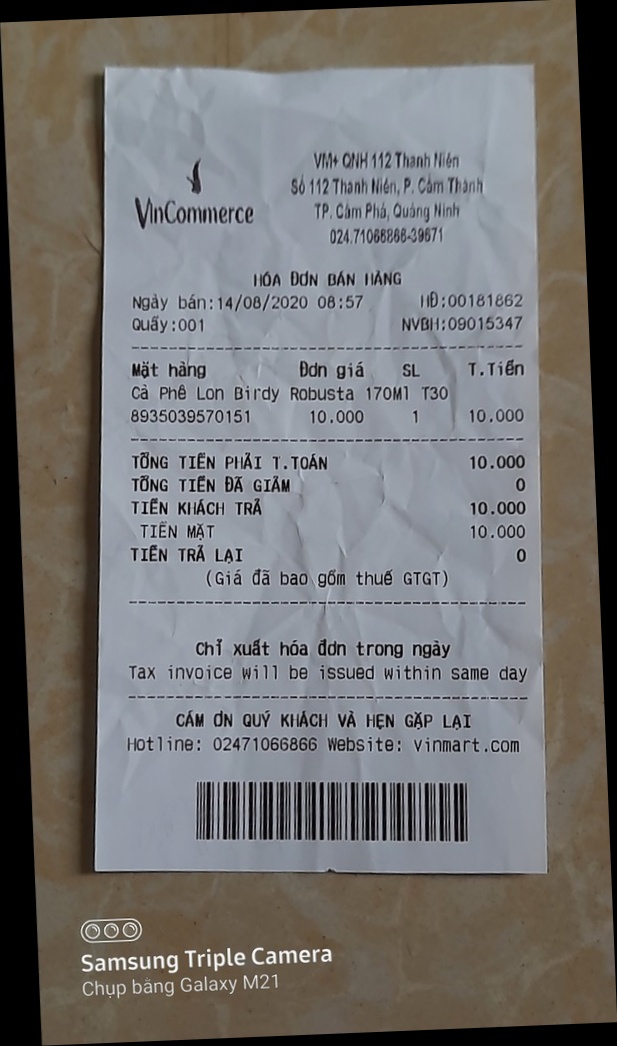 VinCommerce
VM+ QNH 112 Thanh Niên
Số 112 Thanh Niên, P. Cẩm Thành
TP. Cẩm Phả, Quảng Ninh
024.71066866-39671
HÓA ĐƠN BÁN HÀNG
Ngày bán:14/08/2020 08:57 HĐ:00181862
Quầy:001 NVBH:09015347
Mặt hàng Đơn giá SL T.Tiền
Cà Phê Lon Birdy Robusta 170Ml T30
8935039570151 10.000 1 10.000
TỔNG TIỀN PHẢI T.TOÁN 10.000
TỔNG TIỀN ĐÃ GIẢM 0
TIỀN KHÁCH TRẢ 10.000
TIỀN MẶT 10.000
TIỀN TRẢ LẠI 0
(Giá đã bao gồm thuế GTGT)
Chỉ xuất hóa đơn trong ngày
Tax invoice will be issued within same day
CẢM ƠN QUÝ KHÁCH VÀ HẸN GẶP LẠI
Hotline: 02471066866 Website: vinmart.com
Samsung Triple Camera
Chụp bằng Galaxy M21